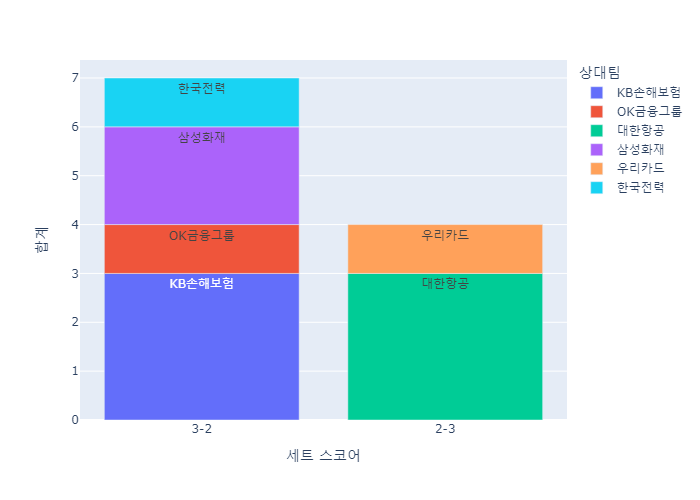 7
6
5
4
3
2
1
0
합계
한국전력
삼성화재
OK금융그룹
KB손해보험
우리카드
대한항공
3-2
2-3
세트 스코어
상대팀
KB손해보험
OK금융그룹
대한항공
삼성화재
우리카드
한국전력